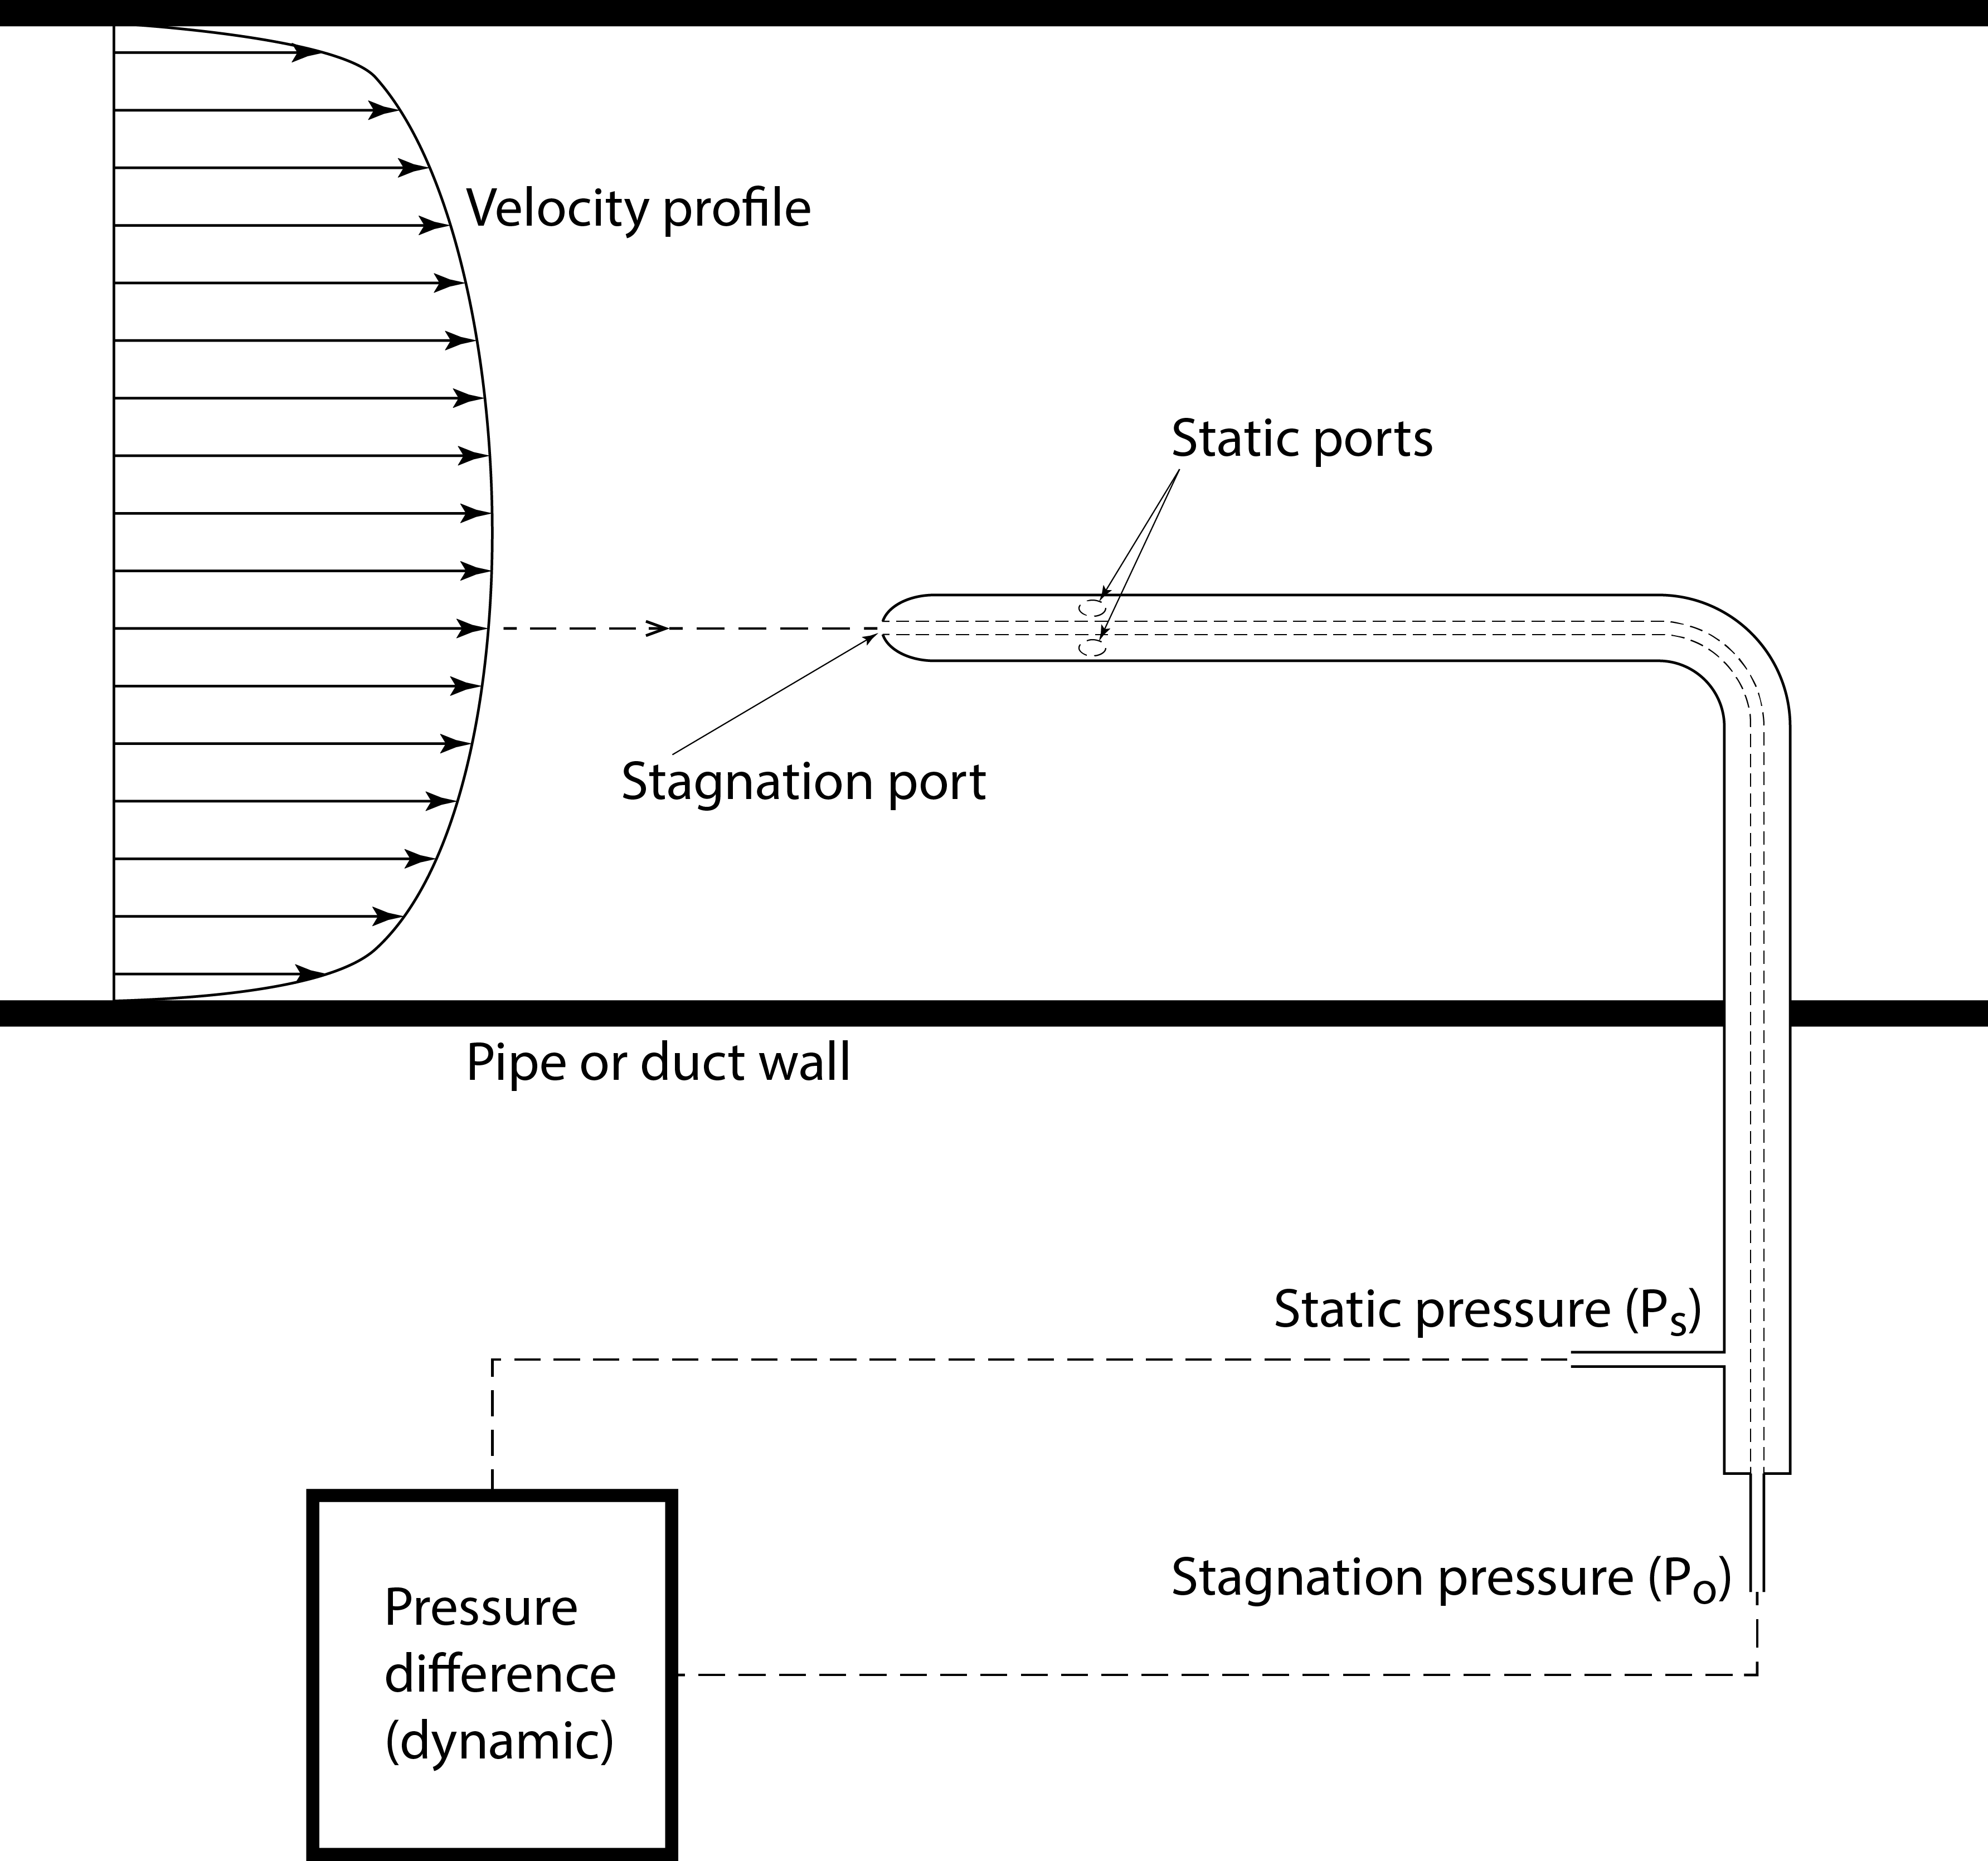 Velocity profile
Static ports
Stagnation port
Pipe or duct wall
Static pressure (Ps)
Stagnation pressure (Po)
Pressure
difference
(dynamic)